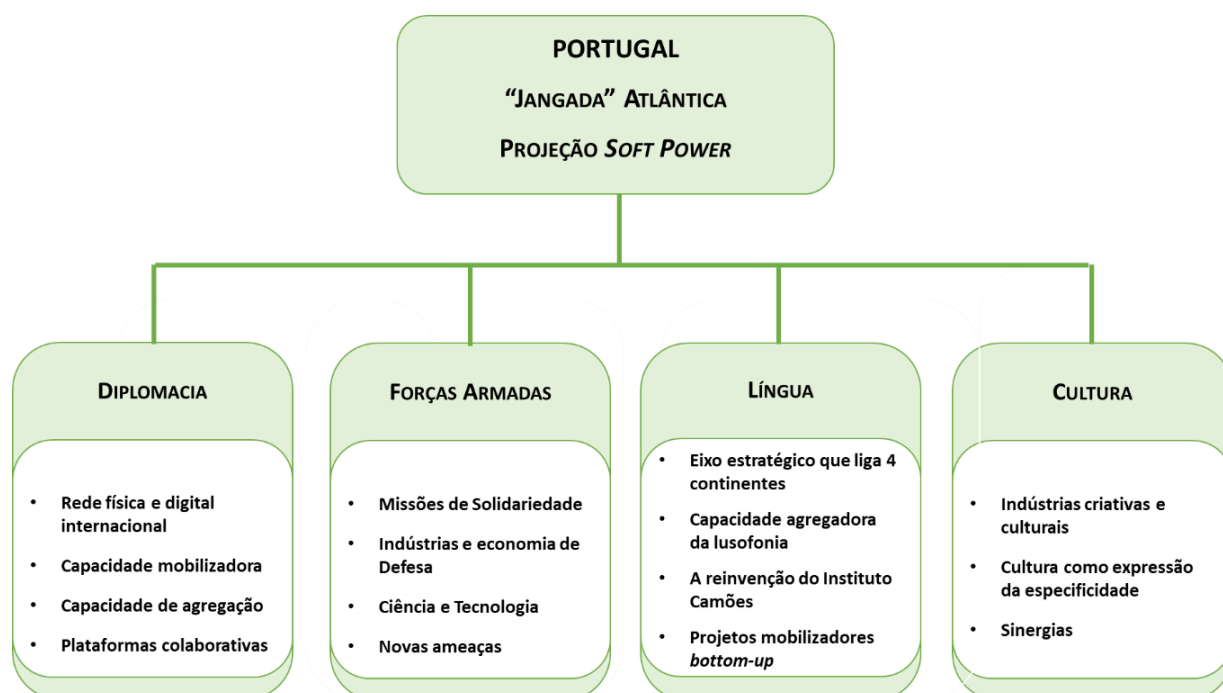 PORTUGAL
“JANGADA” ATLÂNTICA
PROJEÇÃO SOFT POWER
DIPLOMACIA
• Rede física e digital
internacional
• Capacidade mobilizadora
• Capacidade de agregação
• Plataformas colaborativas
FORÇAS ARMADAS
• Missões de Solidariedade
• Indústrias e economia de
Defesa
• Ciência e Tecnologia
• Novas ameaças
LÍNGUA
• Eixo estratégico que liga 4
continentes
• Capacidade agregadora
da lusofonia
• A reinvenção do Instituto
Camões
• Projetos mobilizadores
bottom-up
CULTURA
• Indústrias criativas e
culturais
• Cultura como expressão
da especificidade
• Sinergias